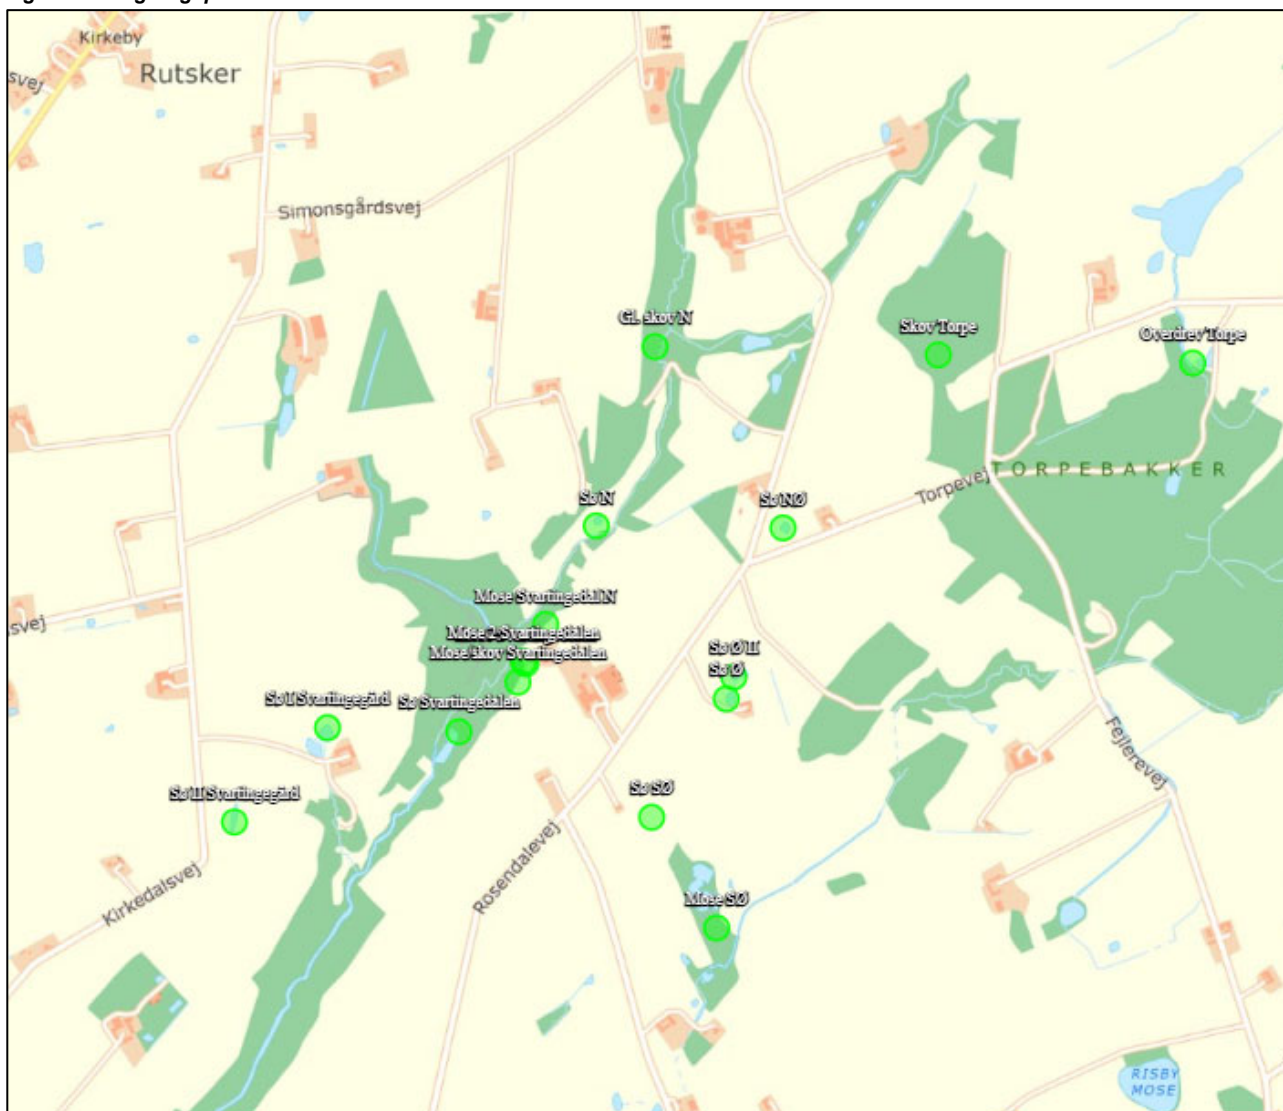 Kirkeby
Rutsker
svej
Simonsgårdsvej
Gl. skov N
Skov Torpe
Overdrev Torpe
TORPEBAKKER
Torpevej
Sø N
Sø NØ
Mose Svartingedal N
Mose 2 Svartingedalen
Mose/skov Svartingedalen
svej
Sø Ø II
Sø Ø
Sø I Svartingegård
Sø Svartingedalen
Fejlerevej
Sø II Svartingegård
Sø SØ
Rosendalevej
Kirkedalsvej
Mose SØ
RISBY
MOSE